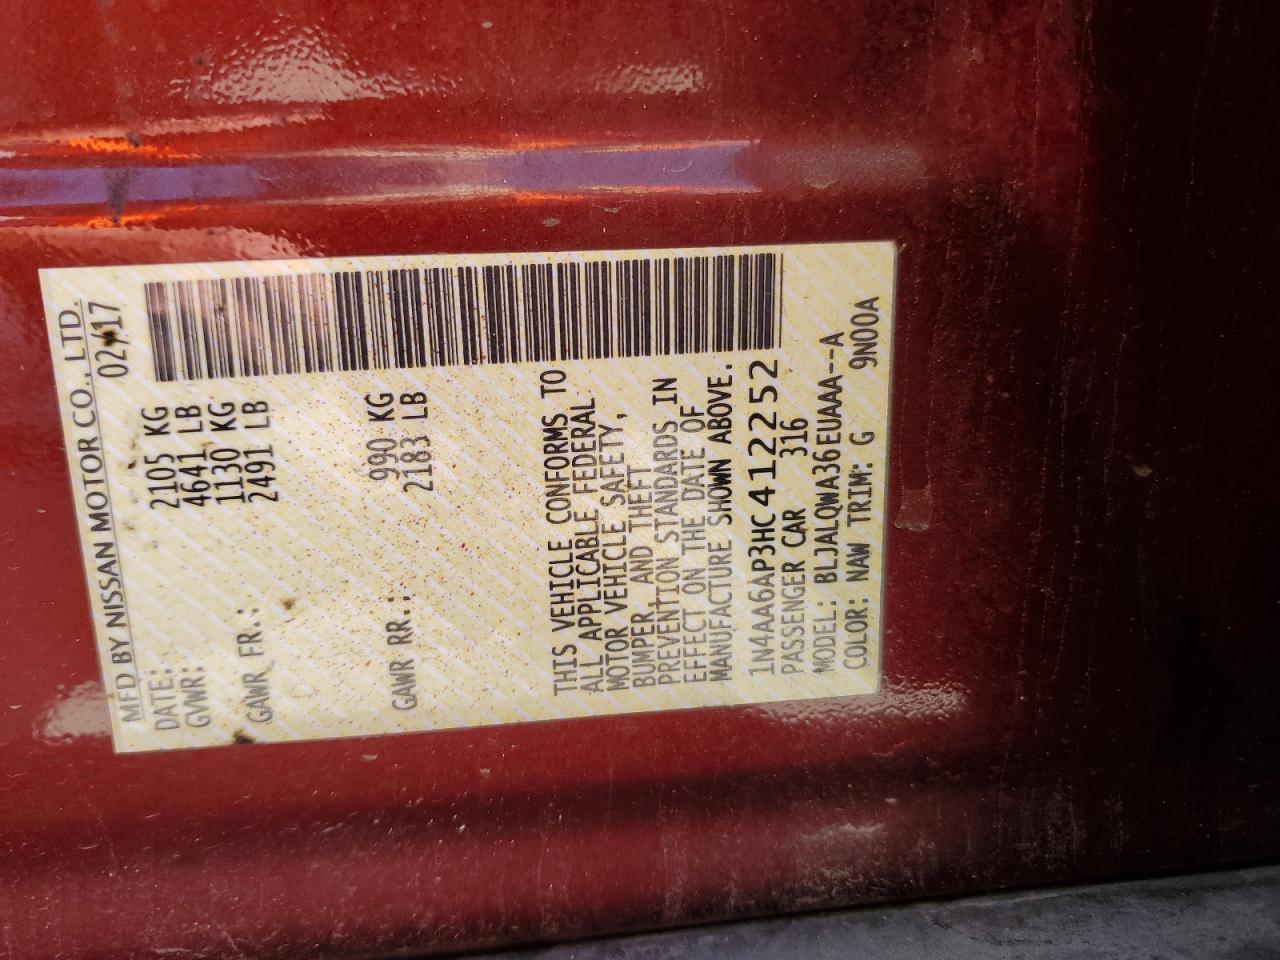 MFD BY NISSAN MOTOR CO., LTD.
DATE: 02/17
GVWR: 2105 KG
4641 LB
GAWR FR.: 1130 KG
2491 LB
GAWR RR.: 990 KG
2183 LB
THIS VEHICLE CONFORMS TO
ALL APPLICABLE FEDERAL
MOTOR VEHICLE SAFETY,
BUMPER AND THEFT
PREVENTION STANDARDS IN
EFFECT ON THE DATE OF
MANUFACTURE SHOWN ABOVE.
1N4AA6AP3HC412252
PASSENGER CAR 316
MODEL: BLJALQWA36EUAAA--A
COLOR: NAW TRIM: G 9N00A